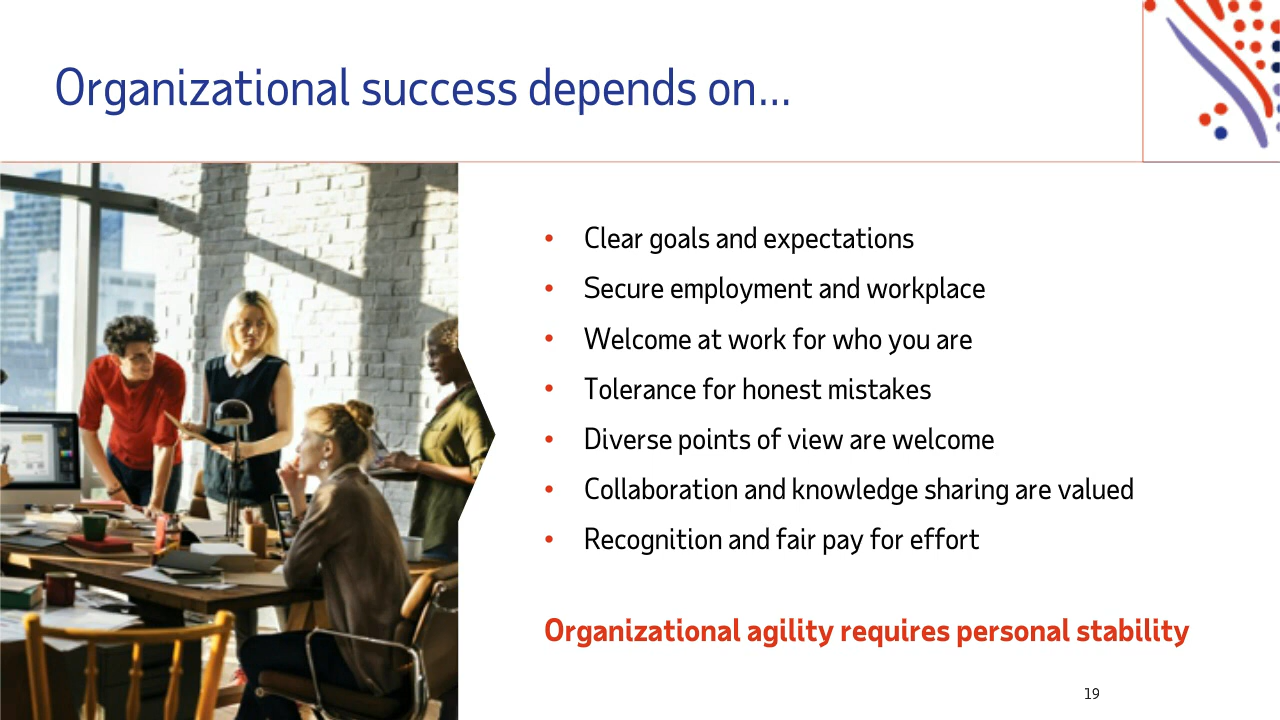 Organizational success depends on...
• Clear goals and expectations
• Secure employment and workplace
• Welcome at work for who you are
• Tolerance for honest mistakes
• Diverse points of view are welcome
• Collaboration and knowledge sharing are valued
• Recognition and fair pay for effort
Organizational agility requires personal stability
19